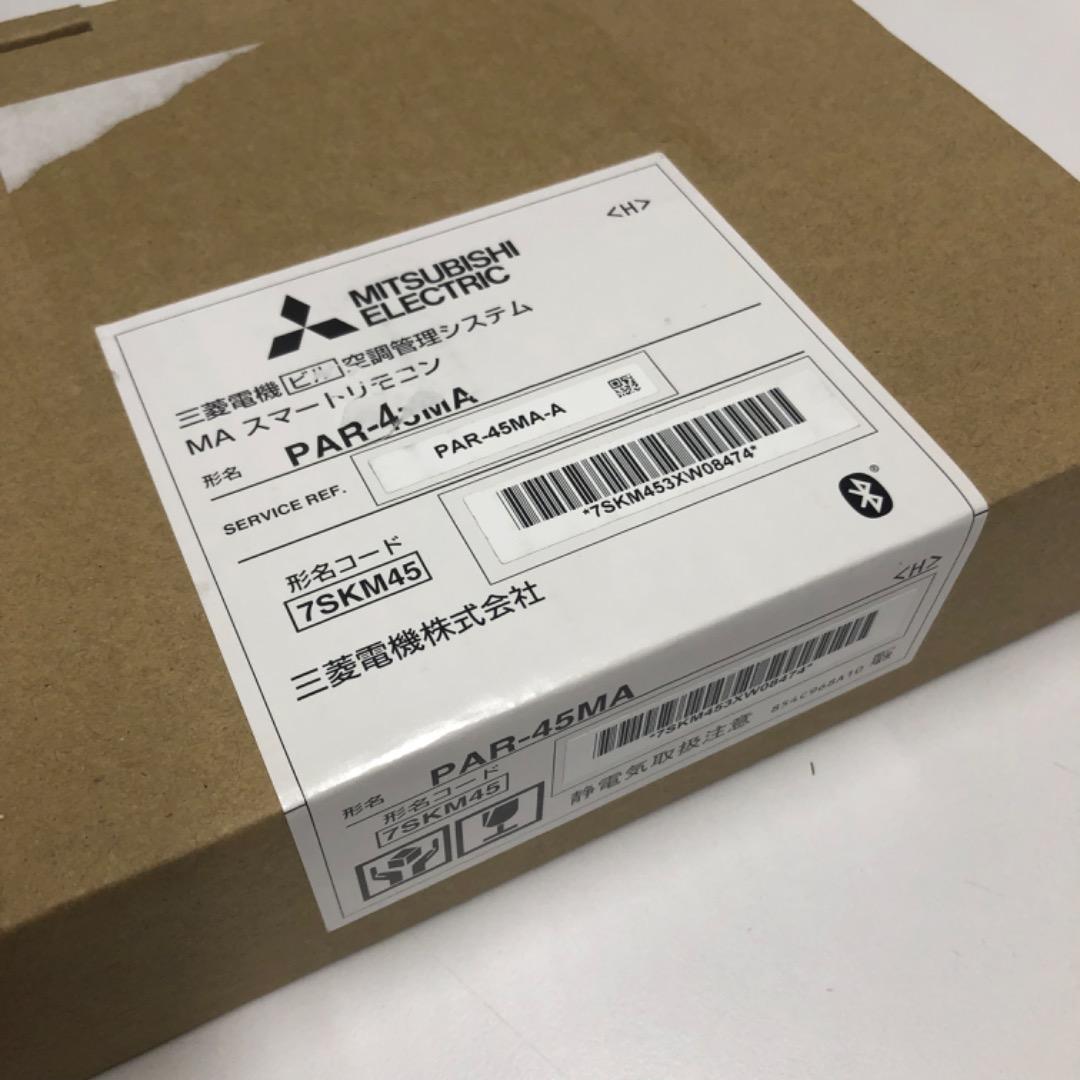 <H>
MITSUBISHI
ELECTRIC
三菱電機 ビル 空調管理システム
MA スマートリモコン
形名 PAR-45MA
SERVICE REF. PAR-45MA-A
*7SKM453XW08474*
形名コード
7SKM45
三菱電機株式会社
<H>
形名 PAR-45MA
*7SKM453XW08474*
形名コード
7SKM45
静電気取扱注意